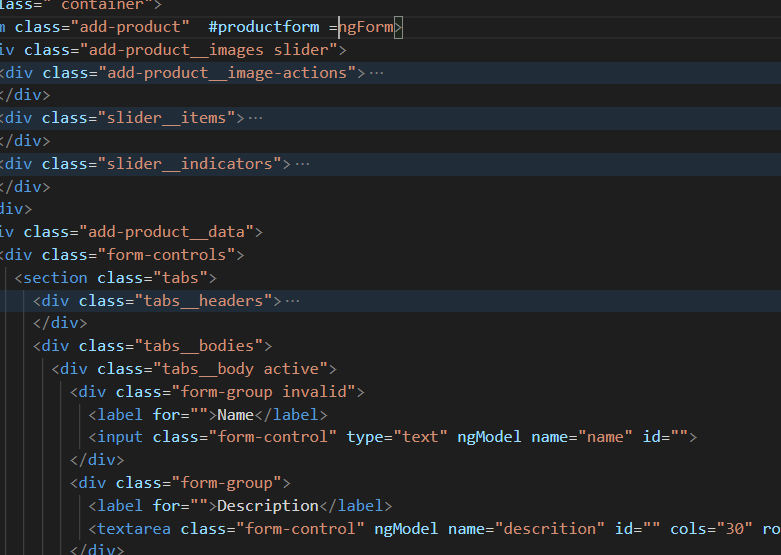 lass=" container">
m class="add-product"  #productform =ngForm>
iv class="add-product__images slider">
<div class="add-product__image-actions">···
</div>
<div class="slider__items">···
</div>
<div class="slider__indicators">···
</div>
div>
iv class="add-product__data">
<div class="form-controls">
<section class="tabs">
<div class="tabs__headers">···
</div>
<div class="tabs__bodies">
<div class="tabs__body active">
<div class="form-group invalid">
<label for="">Name</label>
<input class="form-control" type="text" ngModel name="name" id="">
</div>
<div class="form-group">
<label for="">Description</label>
<textarea class="form-control" ngModel name="descrition" id="" cols="30" ro
</div>